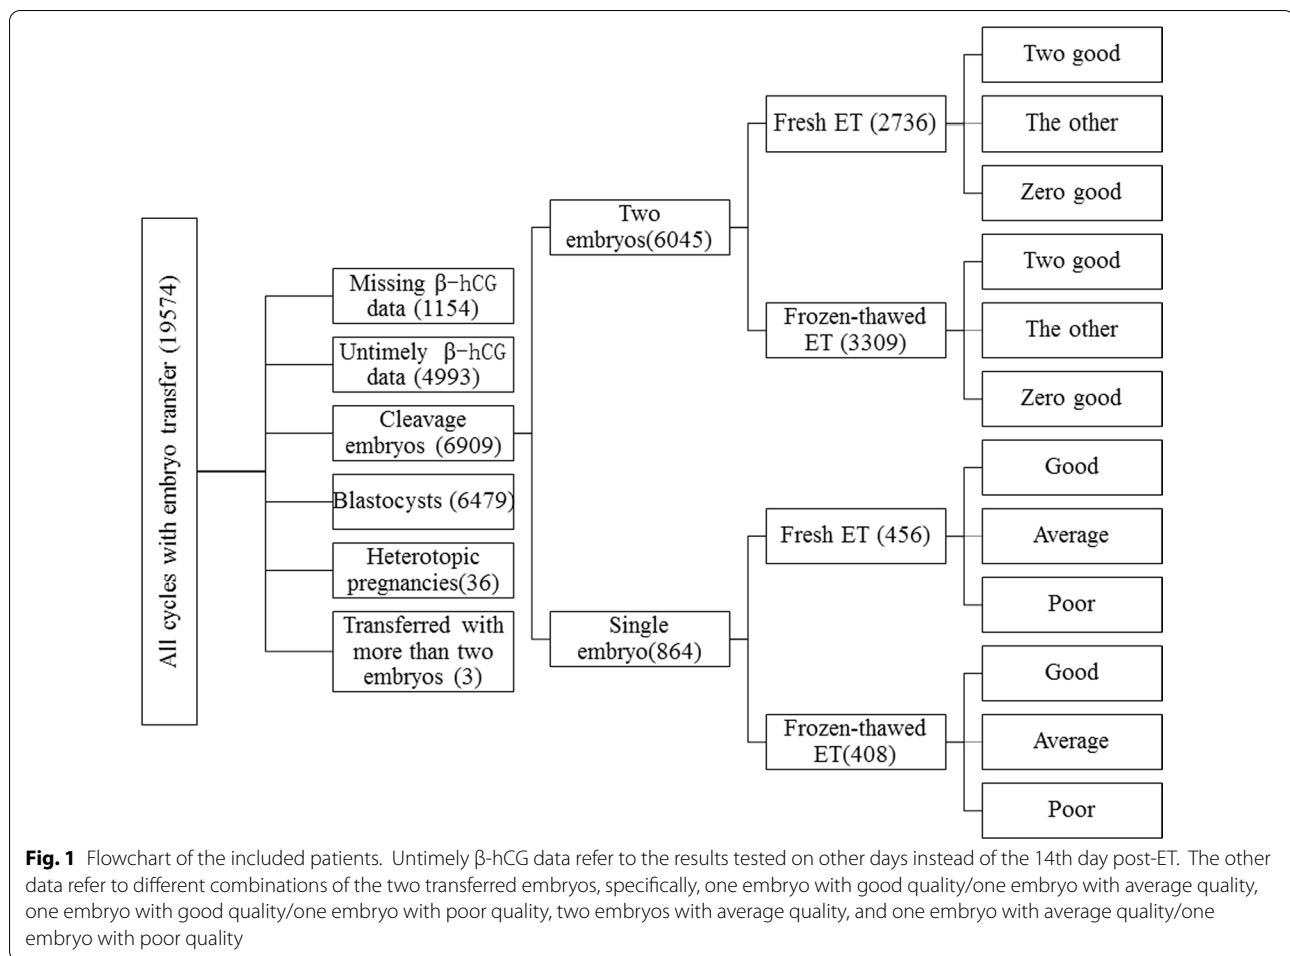 All cycles with embryo transfer (19574)
Missing β-hCG
data (1154)
Untimely β-hCG
data (4993)
Cleavage
embryos (6909)
Blastocysts (6479)
Heterotopic
pregnancies(36)
Transferred with
more than two
embryos (3)
Two
embryos(6045)
Single
embryo(864)
Fresh ET (2736)
Frozen-thawed
ET (3309)
Fresh ET (456)
Frozen-thawed
ET(408)
Two good
The other
Zero good
Two good
The other
Zero good
Good
Average
Poor
Good
Average
Poor
Fig. 1 Flowchart of the included patients. Untimely β-hCG data refer to the results tested on other days instead of the 14th day post-ET. The other
data refer to different combinations of the two transferred embryos, specifically, one embryo with good quality/one embryo with average quality,
one embryo with good quality/one embryo with poor quality, two embryos with average quality, and one embryo with average quality/one
embryo with poor quality